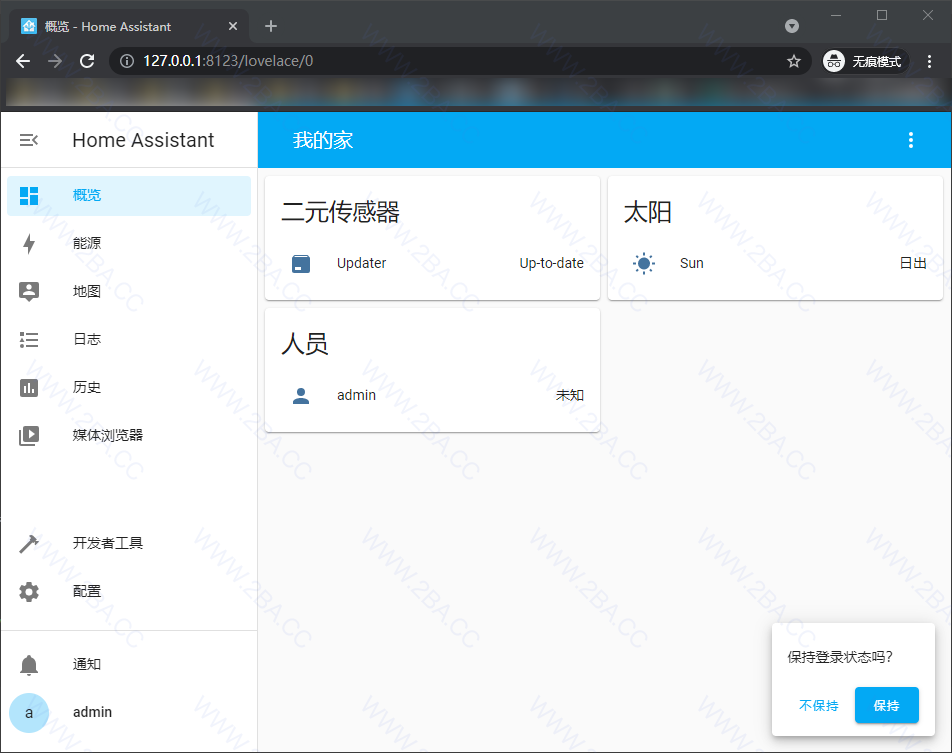 概览 - Home Assistant
127.0.0.1:8123/lovelace/0
无痕模式
Home Assistant
我的家
概览
能源
地图
日志
历史
媒体浏览器
开发者工具
配置
通知
a
admin
二元传感器
Updater
Up-to-date
太阳
Sun
日出
人员
admin
未知
保持登录状态吗?
不保持
保持
WWW.2BA.CC